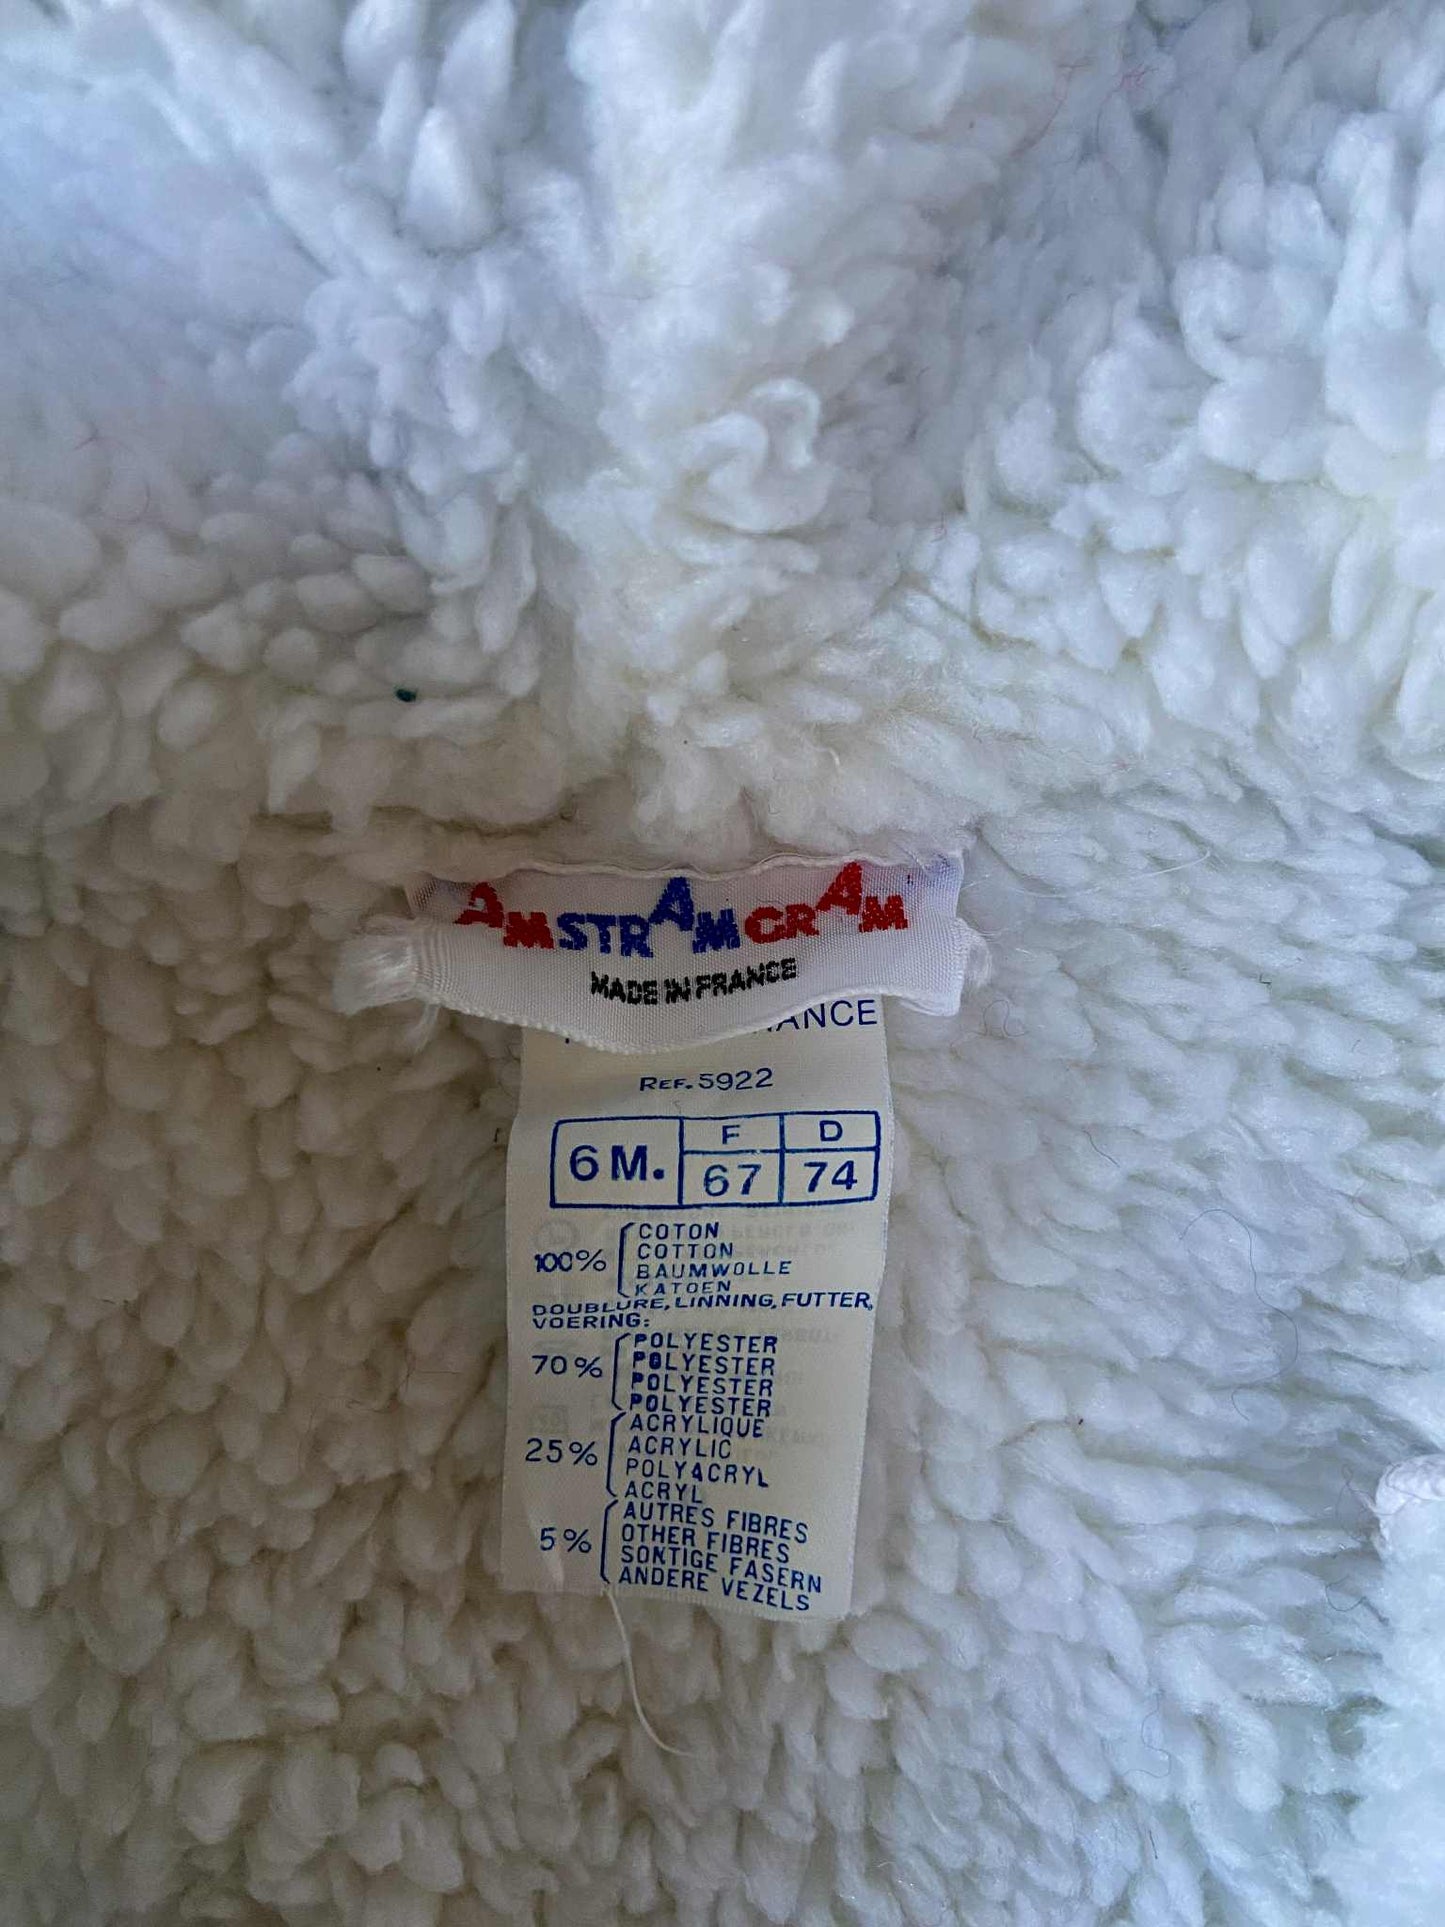 AMSTRAMGRAM
MADE IN FRANCE
ANCE
REF. 5922
6 M. F D
67 74
100% COTON
COTTON
BAUMWOLLE
KATOEN
DOUBLURE, LINNING, FUTTER,
VOERING:
70% POLYESTER
POLYESTER
POLYESTER
POLYESTER
25% ACRYLIQUE
ACRYLIC
POLYACRYL
ACRYL
5% AUTRES FIBRES
OTHER FIBRES
SONTIGE FASERN
ANDERE VEZELS